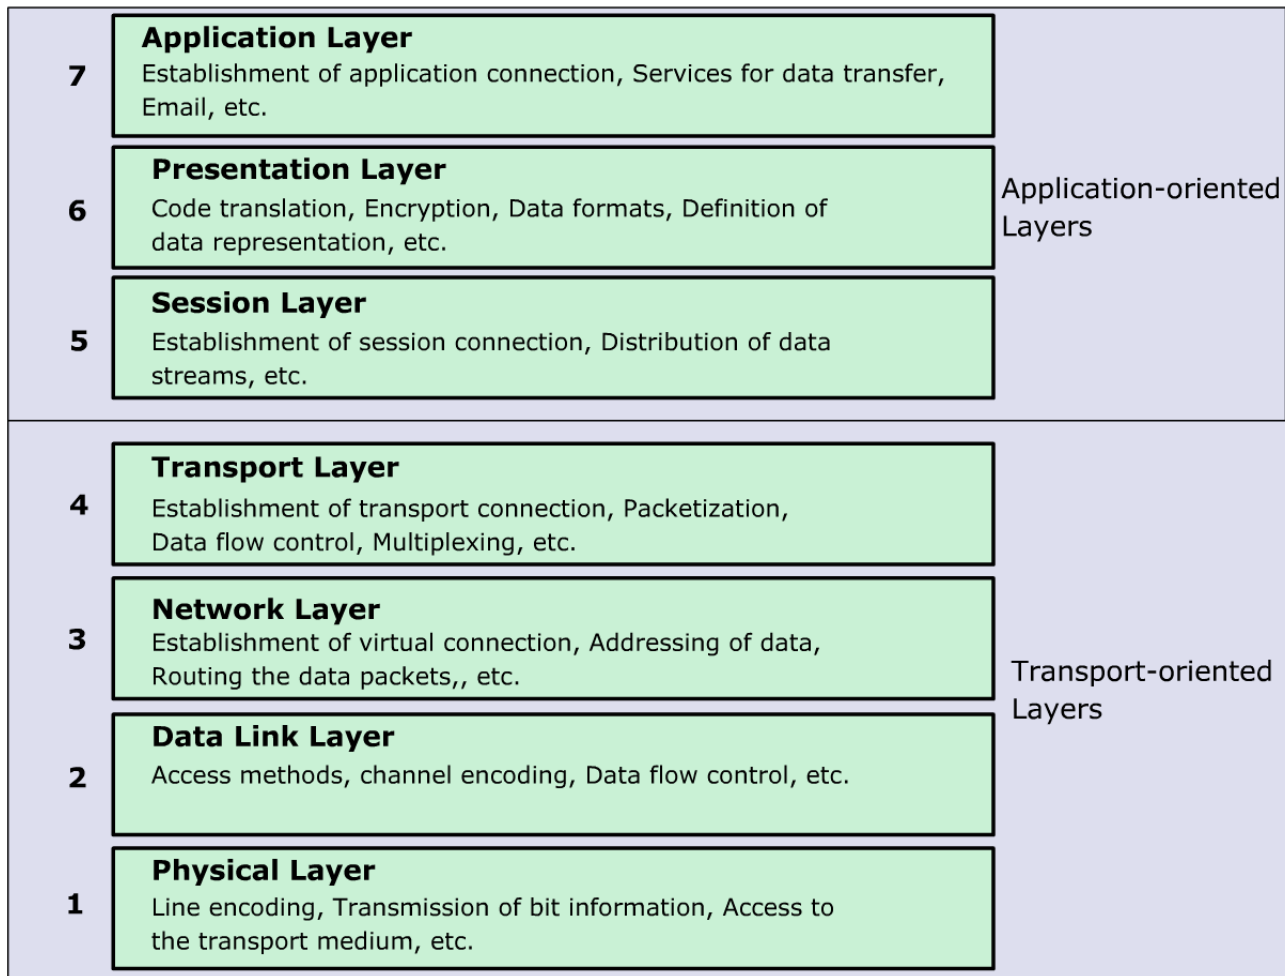 Application Layer
7
Establishment of application connection, Services for data transfer,
Email, etc.
Presentation Layer
6
Code translation, Encryption, Data formats, Definition of
data representation, etc.
Application-oriented
Layers
Session Layer
5
Establishment of session connection, Distribution of data
streams, etc.
Transport Layer
4
Establishment of transport connection, Packetization,
Data flow control, Multiplexing, etc.
Network Layer
3
Establishment of virtual connection, Addressing of data,
Routing the data packets,, etc.
Transport-oriented
Layers
Data Link Layer
2
Access methods, channel encoding, Data flow control, etc.
Physical Layer
1
Line encoding, Transmission of bit information, Access to
the transport medium, etc.